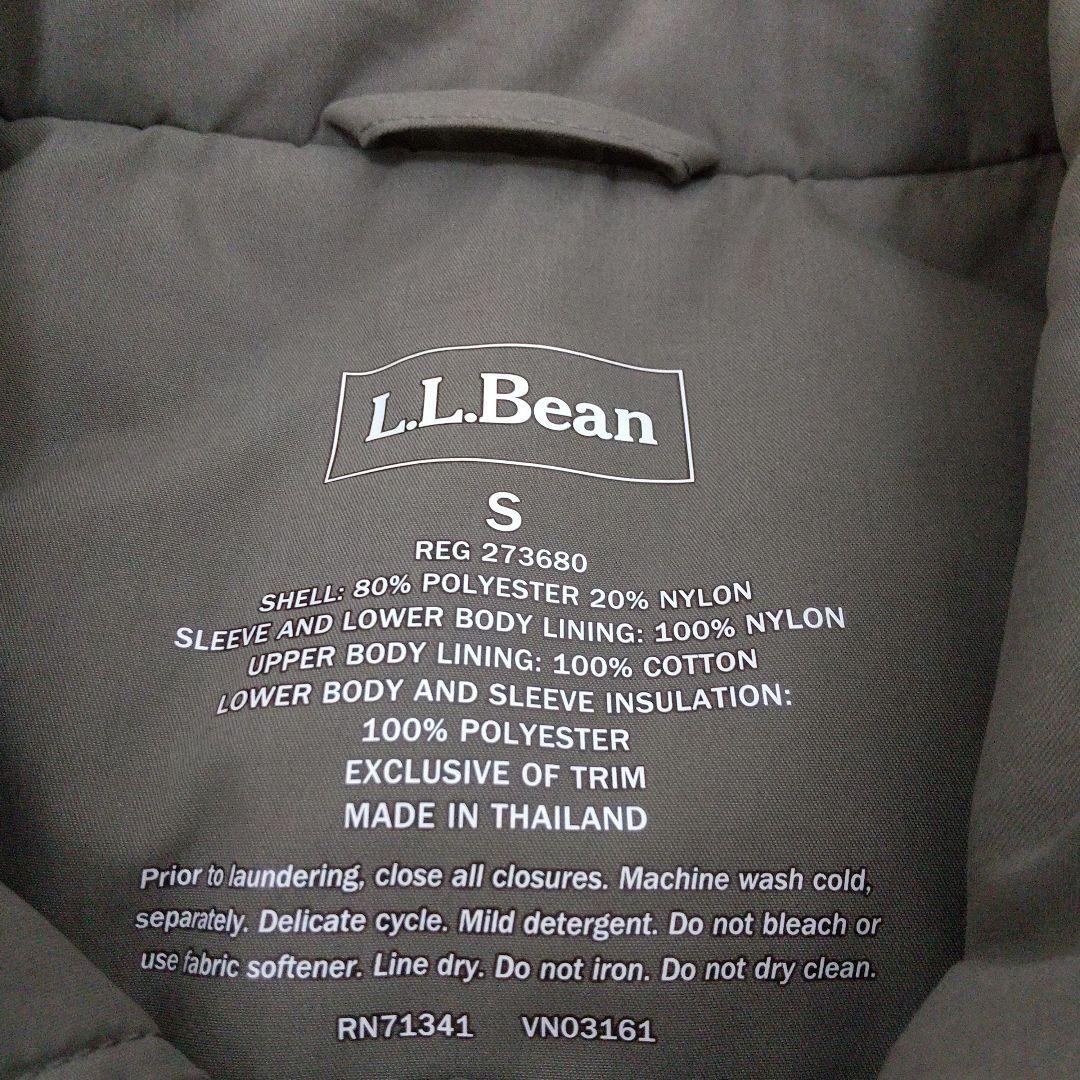 L.L.Bean
S
REG 273680
SHELL: 80% POLYESTER 20% NYLON
SLEEVE AND LOWER BODY LINING: 100% NYLON
UPPER BODY LINING: 100% COTTON
LOWER BODY AND SLEEVE INSULATION:
100% POLYESTER
EXCLUSIVE OF TRIM
MADE IN THAILAND
Prior to laundering, close all closures. Machine wash cold,
separately. Delicate cycle. Mild detergent. Do not bleach or
use fabric softener. Line dry. Do not iron. Do not dry clean.
RN71341 VN03161